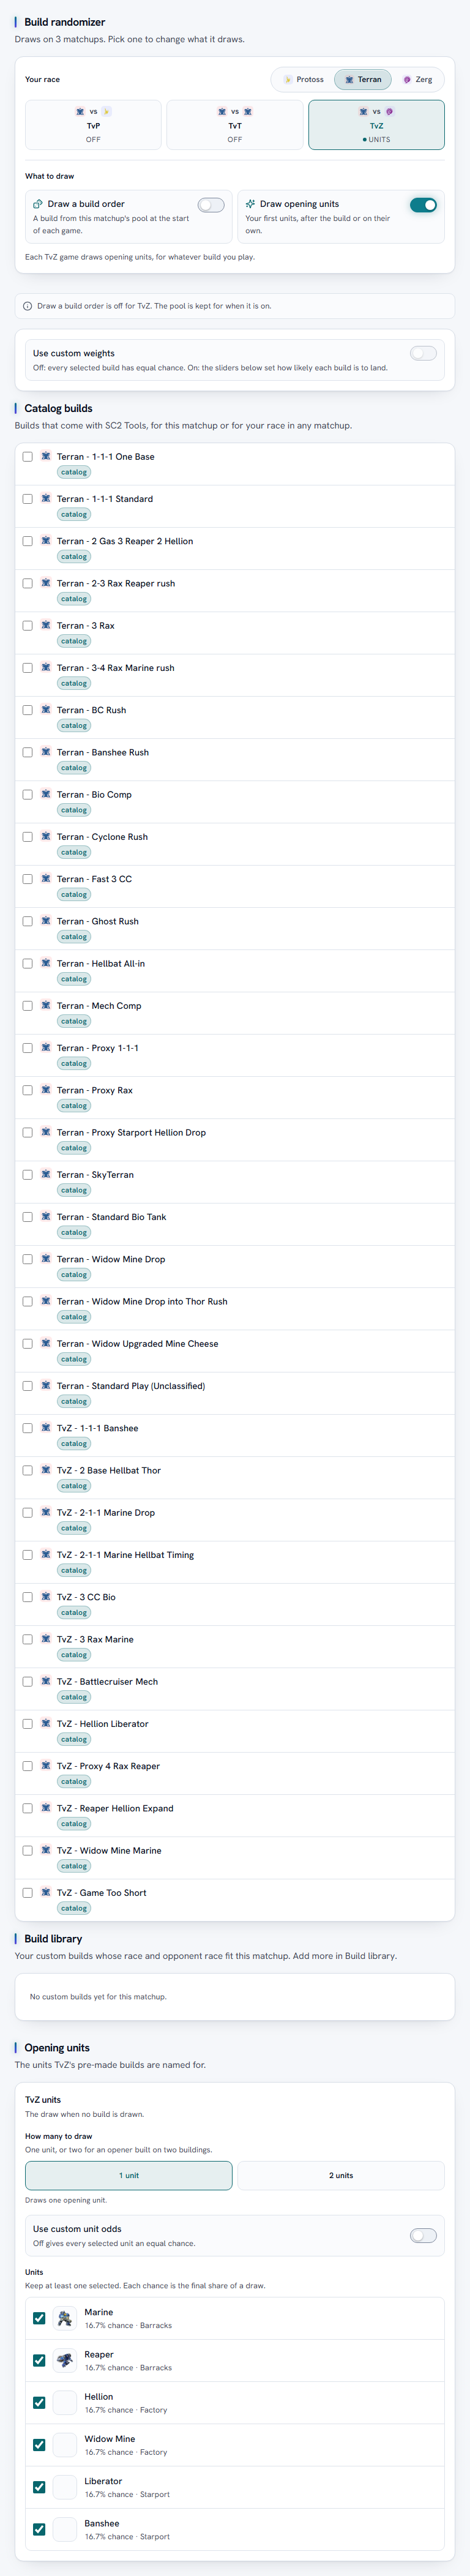 Build randomizer
Draws on 3 matchups. Pick one to change what it draws.
Your race
Protoss
Terran
Zerg
vs
TvP
OFF
vs
TvT
OFF
vs
TvZ
UNITS
What to draw
Draw a build order
A build from this matchup's pool at the start
of each game.
Draw opening units
Your first units, after the build or on their
own.
Each TvZ game draws opening units, for whatever build you play.
Draw a build order is off for TvZ. The pool is kept for when it is on.
Use custom weights
Off: every selected build has equal chance. On: the sliders below set how likely each build is to land.
Catalog builds
Builds that come with SC2 Tools, for this matchup or for your race in any matchup.
Terran - 1-1-1 One Base
catalog
Terran - 1-1-1 Standard
catalog
Terran - 2 Gas 3 Reaper 2 Hellion
catalog
Terran - 2-3 Rax Reaper rush
catalog
Terran - 3 Rax
catalog
Terran - 3-4 Rax Marine rush
catalog
Terran - BC Rush
catalog
Terran - Banshee Rush
catalog
Terran - Bio Comp
catalog
Terran - Cyclone Rush
catalog
Terran - Fast 3 CC
catalog
Terran - Ghost Rush
catalog
Terran - Hellbat All-in
catalog
Terran - Mech Comp
catalog
Terran - Proxy 1-1-1
catalog
Terran - Proxy Rax
catalog
Terran - Proxy Starport Hellion Drop
catalog
Terran - SkyTerran
catalog
Terran - Standard Bio Tank
catalog
Terran - Widow Mine Drop
catalog
Terran - Widow Mine Drop into Thor Rush
catalog
Terran - Widow Upgraded Mine Cheese
catalog
Terran - Standard Play (Unclassified)
catalog
TvZ - 1-1-1 Banshee
catalog
TvZ - 2 Base Hellbat Thor
catalog
TvZ - 2-1-1 Marine Drop
catalog
TvZ - 2-1-1 Marine Hellbat Timing
catalog
TvZ - 3 CC Bio
catalog
TvZ - 3 Rax Marine
catalog
TvZ - Battlecruiser Mech
catalog
TvZ - Hellion Liberator
catalog
TvZ - Proxy 4 Rax Reaper
catalog
TvZ - Reaper Hellion Expand
catalog
TvZ - Widow Mine Marine
catalog
TvZ - Game Too Short
catalog
Build library
Your custom builds whose race and opponent race fit this matchup. Add more in Build library.
No custom builds yet for this matchup.
Opening units
The units TvZ's pre-made builds are named for.
TvZ units
The draw when no build is drawn.
How many to draw
One unit, or two for an opener built on two buildings.
1 unit
2 units
Draws one opening unit.
Use custom unit odds
Off gives every selected unit an equal chance.
Units
Keep at least one selected. Each chance is the final share of a draw.
Marine
16.7% chance · Barracks
Reaper
16.7% chance · Barracks
Hellion
16.7% chance · Factory
Widow Mine
16.7% chance · Factory
Liberator
16.7% chance · Starport
Banshee
16.7% chance · Starport